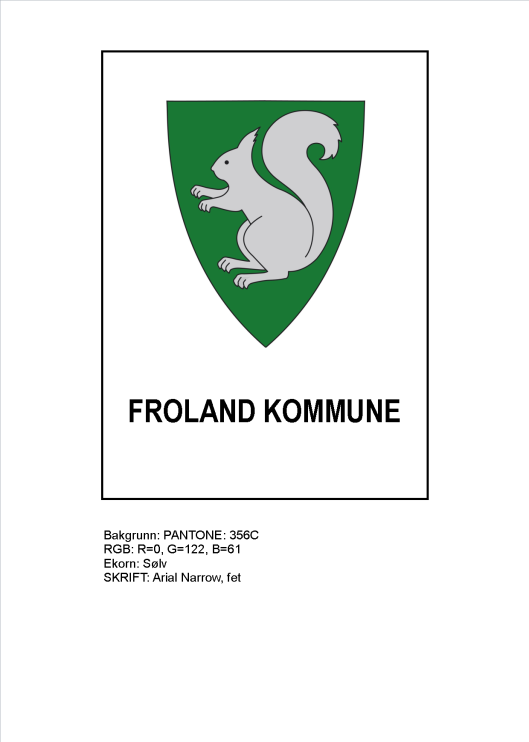 FROLAND KOMMUNE
Bakgrunn: PANTONE: 356C
RGB: R=0, G=122, B=61
Ekorn: Sølv
SKRIFT: Arial Narrow, fet